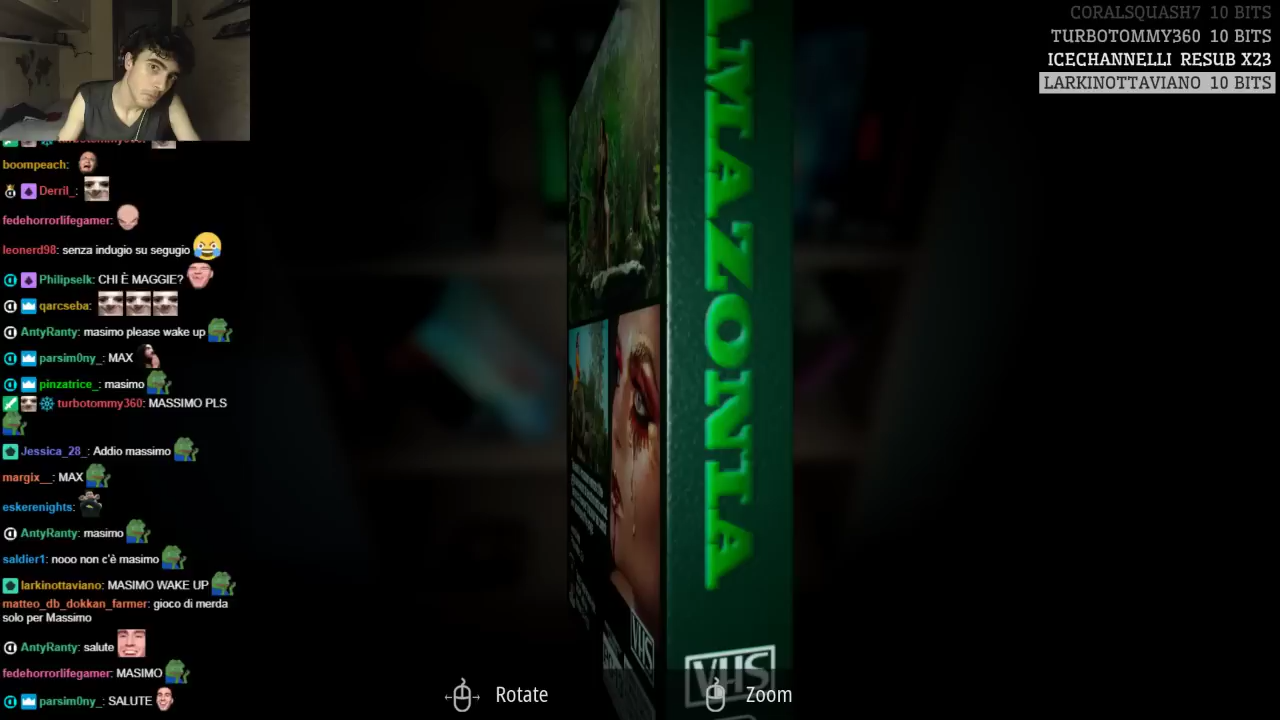 CORALSQUASH7 10 BITS
TURBOTOMMY360 10 BITS
ICECHANNELLI RESUB X23
LARKINOTTAVIANO 10 BITS
boompeach:
Derril_:
fedehorrorlifegamer:
leonerd98: senza indugio su segugio
Philipselk: CHI È MAGGIE?
qarcseba:
AntyRanty: masimo please wake up
parsim0ny_: MAX
pinzatrice_: masimo
turbotommy360: MASSIMO PLS
Jessica_28_: Addio massimo
margix__: MAX
eskerenights:
AntyRanty: masimo
saldier1: nooo non c'è masimo
larkinottaviano: MASIMO WAKE UP
matteo_db_dokkan_farmer: gioco di merda
solo per Massimo
AntyRanty: salute
fedehorrorlifegamer: MASIMO
parsim0ny_: SALUTE
AMAZONIA
VHS
VHS
Rotate
Zoom